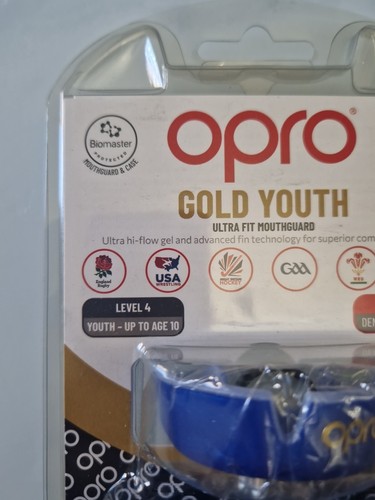 opro®
Biomaster
PROTECTED
MOUTHGUARD & CASE
GOLD YOUTH
ULTRA FIT MOUTHGUARD
Ultra hi-flow gel and advanced fin technology for superior com
England
Rugby
USA
WRESTLING
HOCKEY
GAA
LEVEL 4
YOUTH – UP TO AGE 10
DEN
opro